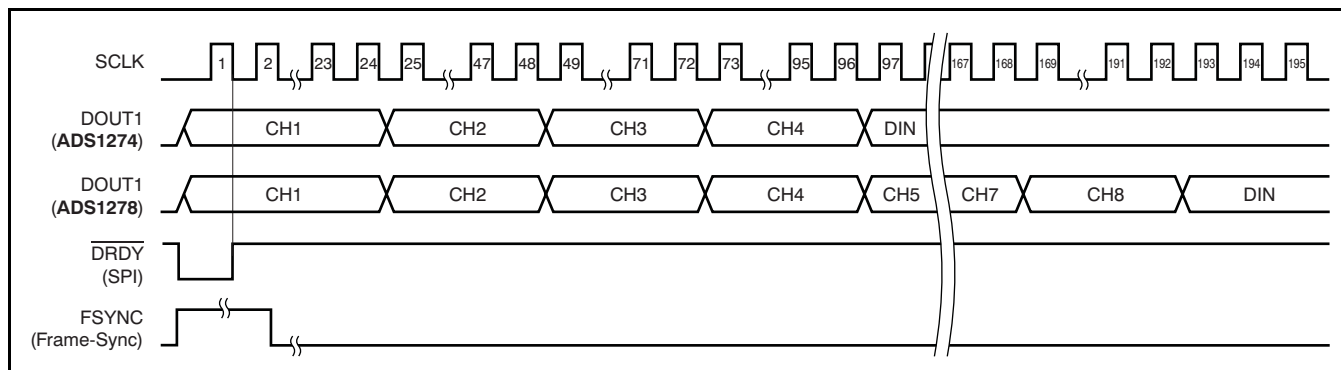 SCLK 1 2 23 24 25 47 48 49 71 72 73 95 96 97 167 168 169 191 192 193 194 195
DOUT1
(ADS1274)
CH1 CH2 CH3 CH4 DIN
DOUT1
(ADS1278)
CH1 CH2 CH3 CH4 CH5 CH7 CH8 DIN
DRDY
(SPI)
FSYNC
(Frame-Sync)